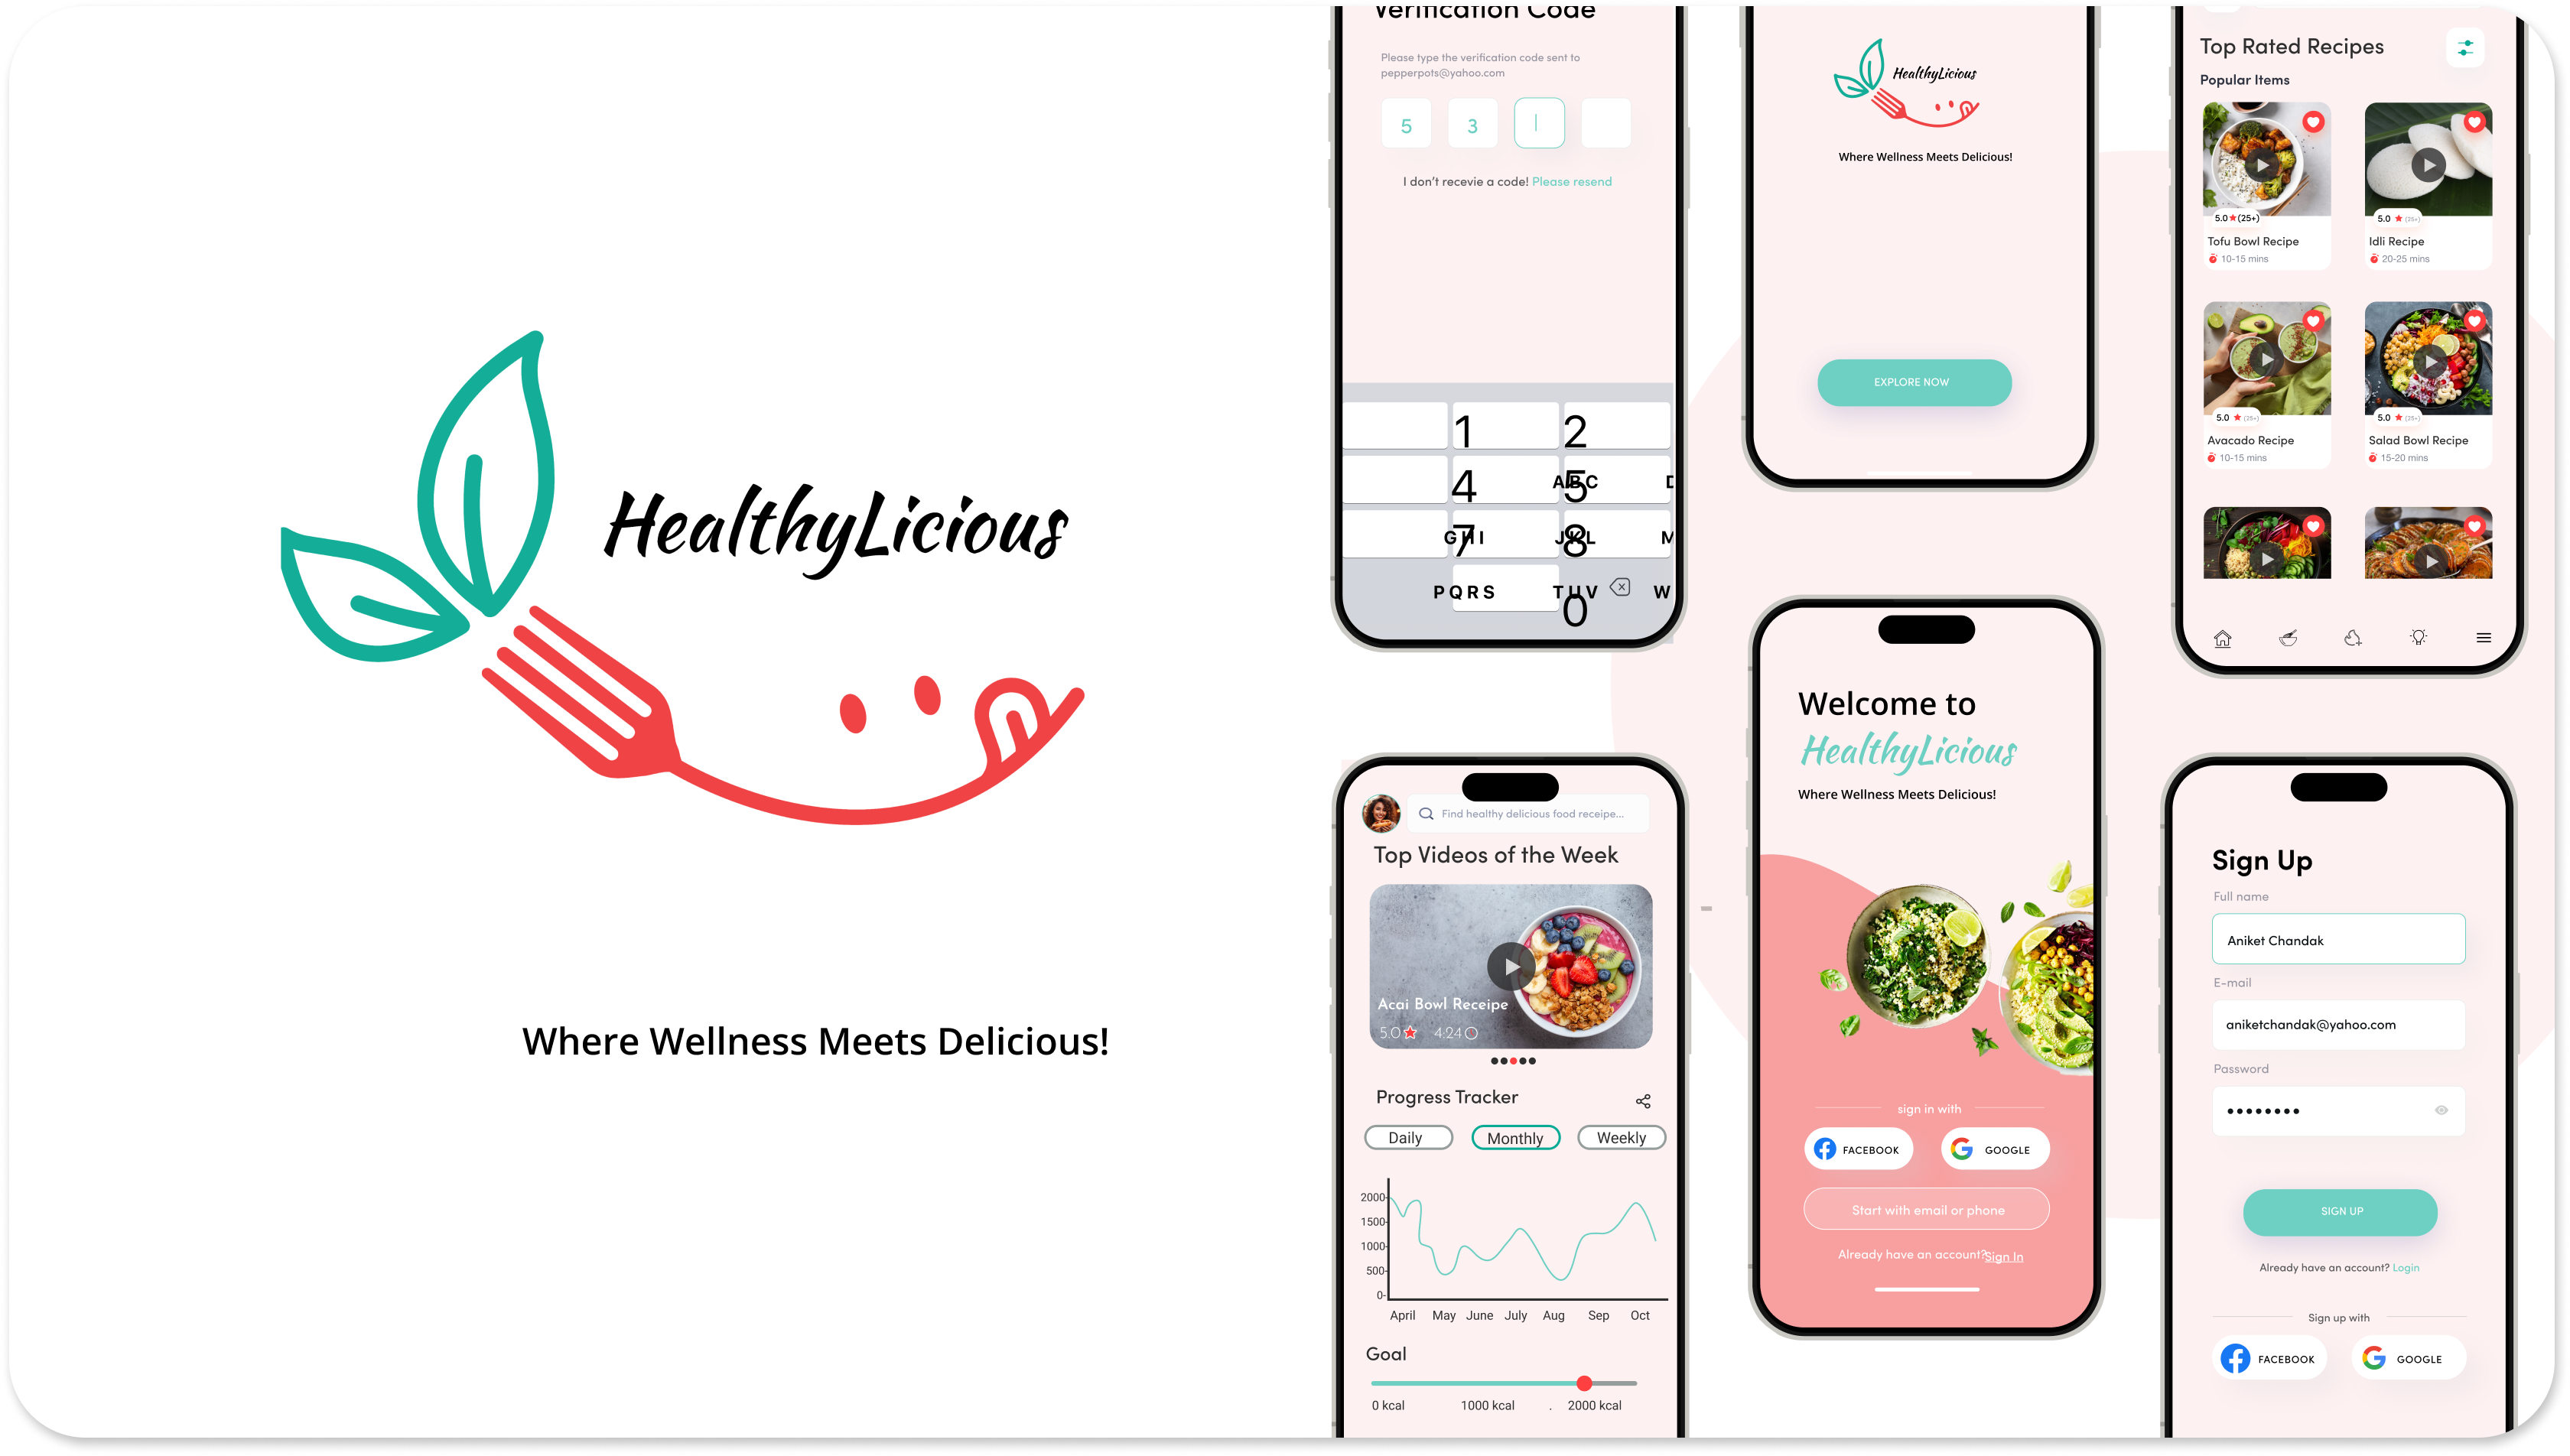 HealthyLicious
Where Wellness Meets Delicious!
Verification Code
Please type the verification code sent to
pepperpots@yahoo.com
5 3
I don't recevie a code! Please resend
1 2
4 5 ABC
7 GHI 8 JKL
PQRS TUV 0 W
Find healthy delicious food receipe...
Top Videos of the Week
Acai Bowl Receipe
5.0 4:24
Progress Tracker
Daily Monthly Weekly
2000
1500
1000
500
0
April May June July Aug Sep Oct
Goal
0 kcal 1000 kcal . 2000 kcal
HealthyLicious
Where Wellness Meets Delicious!
EXPLORE NOW
Welcome to
HealthyLicious
Where Wellness Meets Delicious!
sign in with
FACEBOOK GOOGLE
Start with email or phone
Already have an account? Sign In
Top Rated Recipes
Popular Items
5.0 (25+) 5.0 (25+)
Tofu Bowl Recipe Idli Recipe
10-15 mins 20-25 mins
5.0 (25+) 5.0 (25+)
Avacado Recipe Salad Bowl Recipe
10-15 mins 15-20 mins
Sign Up
Full name
Aniket Chandak
E-mail
aniketchandak@yahoo.com
Password
SIGN UP
Already have an account? Login
Sign up with
FACEBOOK GOOGLE